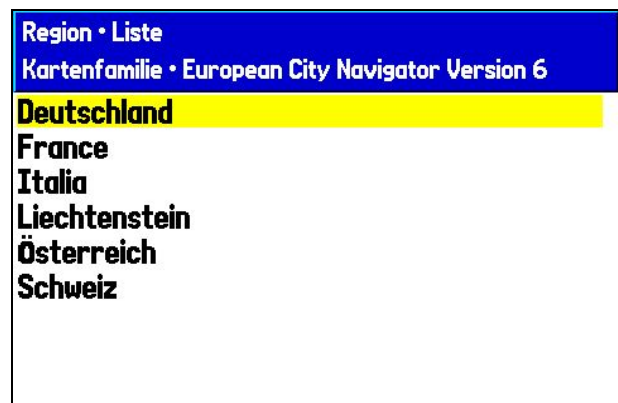 Region • Liste
Kartenfamilie • European City Navigator Version 6
Deutschland
France
Italia
Liechtenstein
Österreich
Schweiz